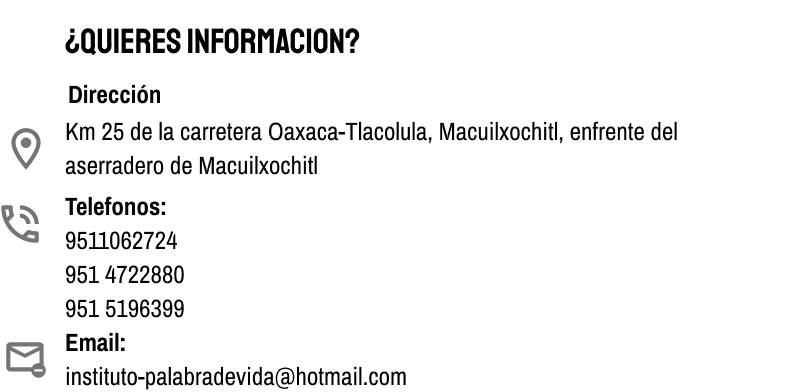 ¿QUIERES INFORMACION?
Dirección
Km 25 de la carretera Oaxaca-Tlacolula, Macuilxochitl, enfrente del
aserradero de Macuilxochitl
Telefonos:
9511062724
951 4722880
951 5196399
Email:
instituto-palabradevida@hotmail.com